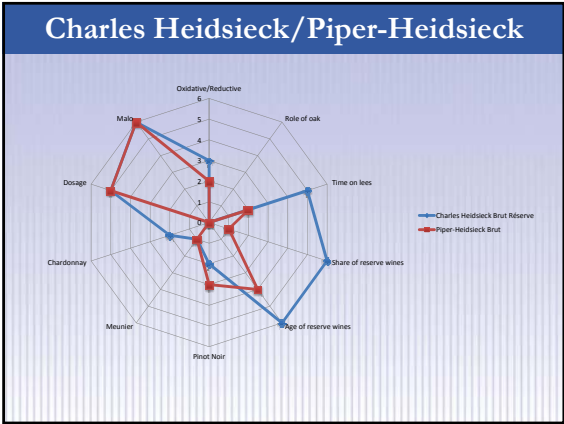 Charles Heidsieck/Piper-Heidsieck
Oxidative/Reductive
6
Malo
Role of oak
5
4
3
Dosage
Time on lees
2
1
0
Charles Heidsieck Brut Réserve
Piper-Heidsieck Brut
Chardonnay
Share of reserve wines
Meunier
Age of reserve wines
Pinot Noir